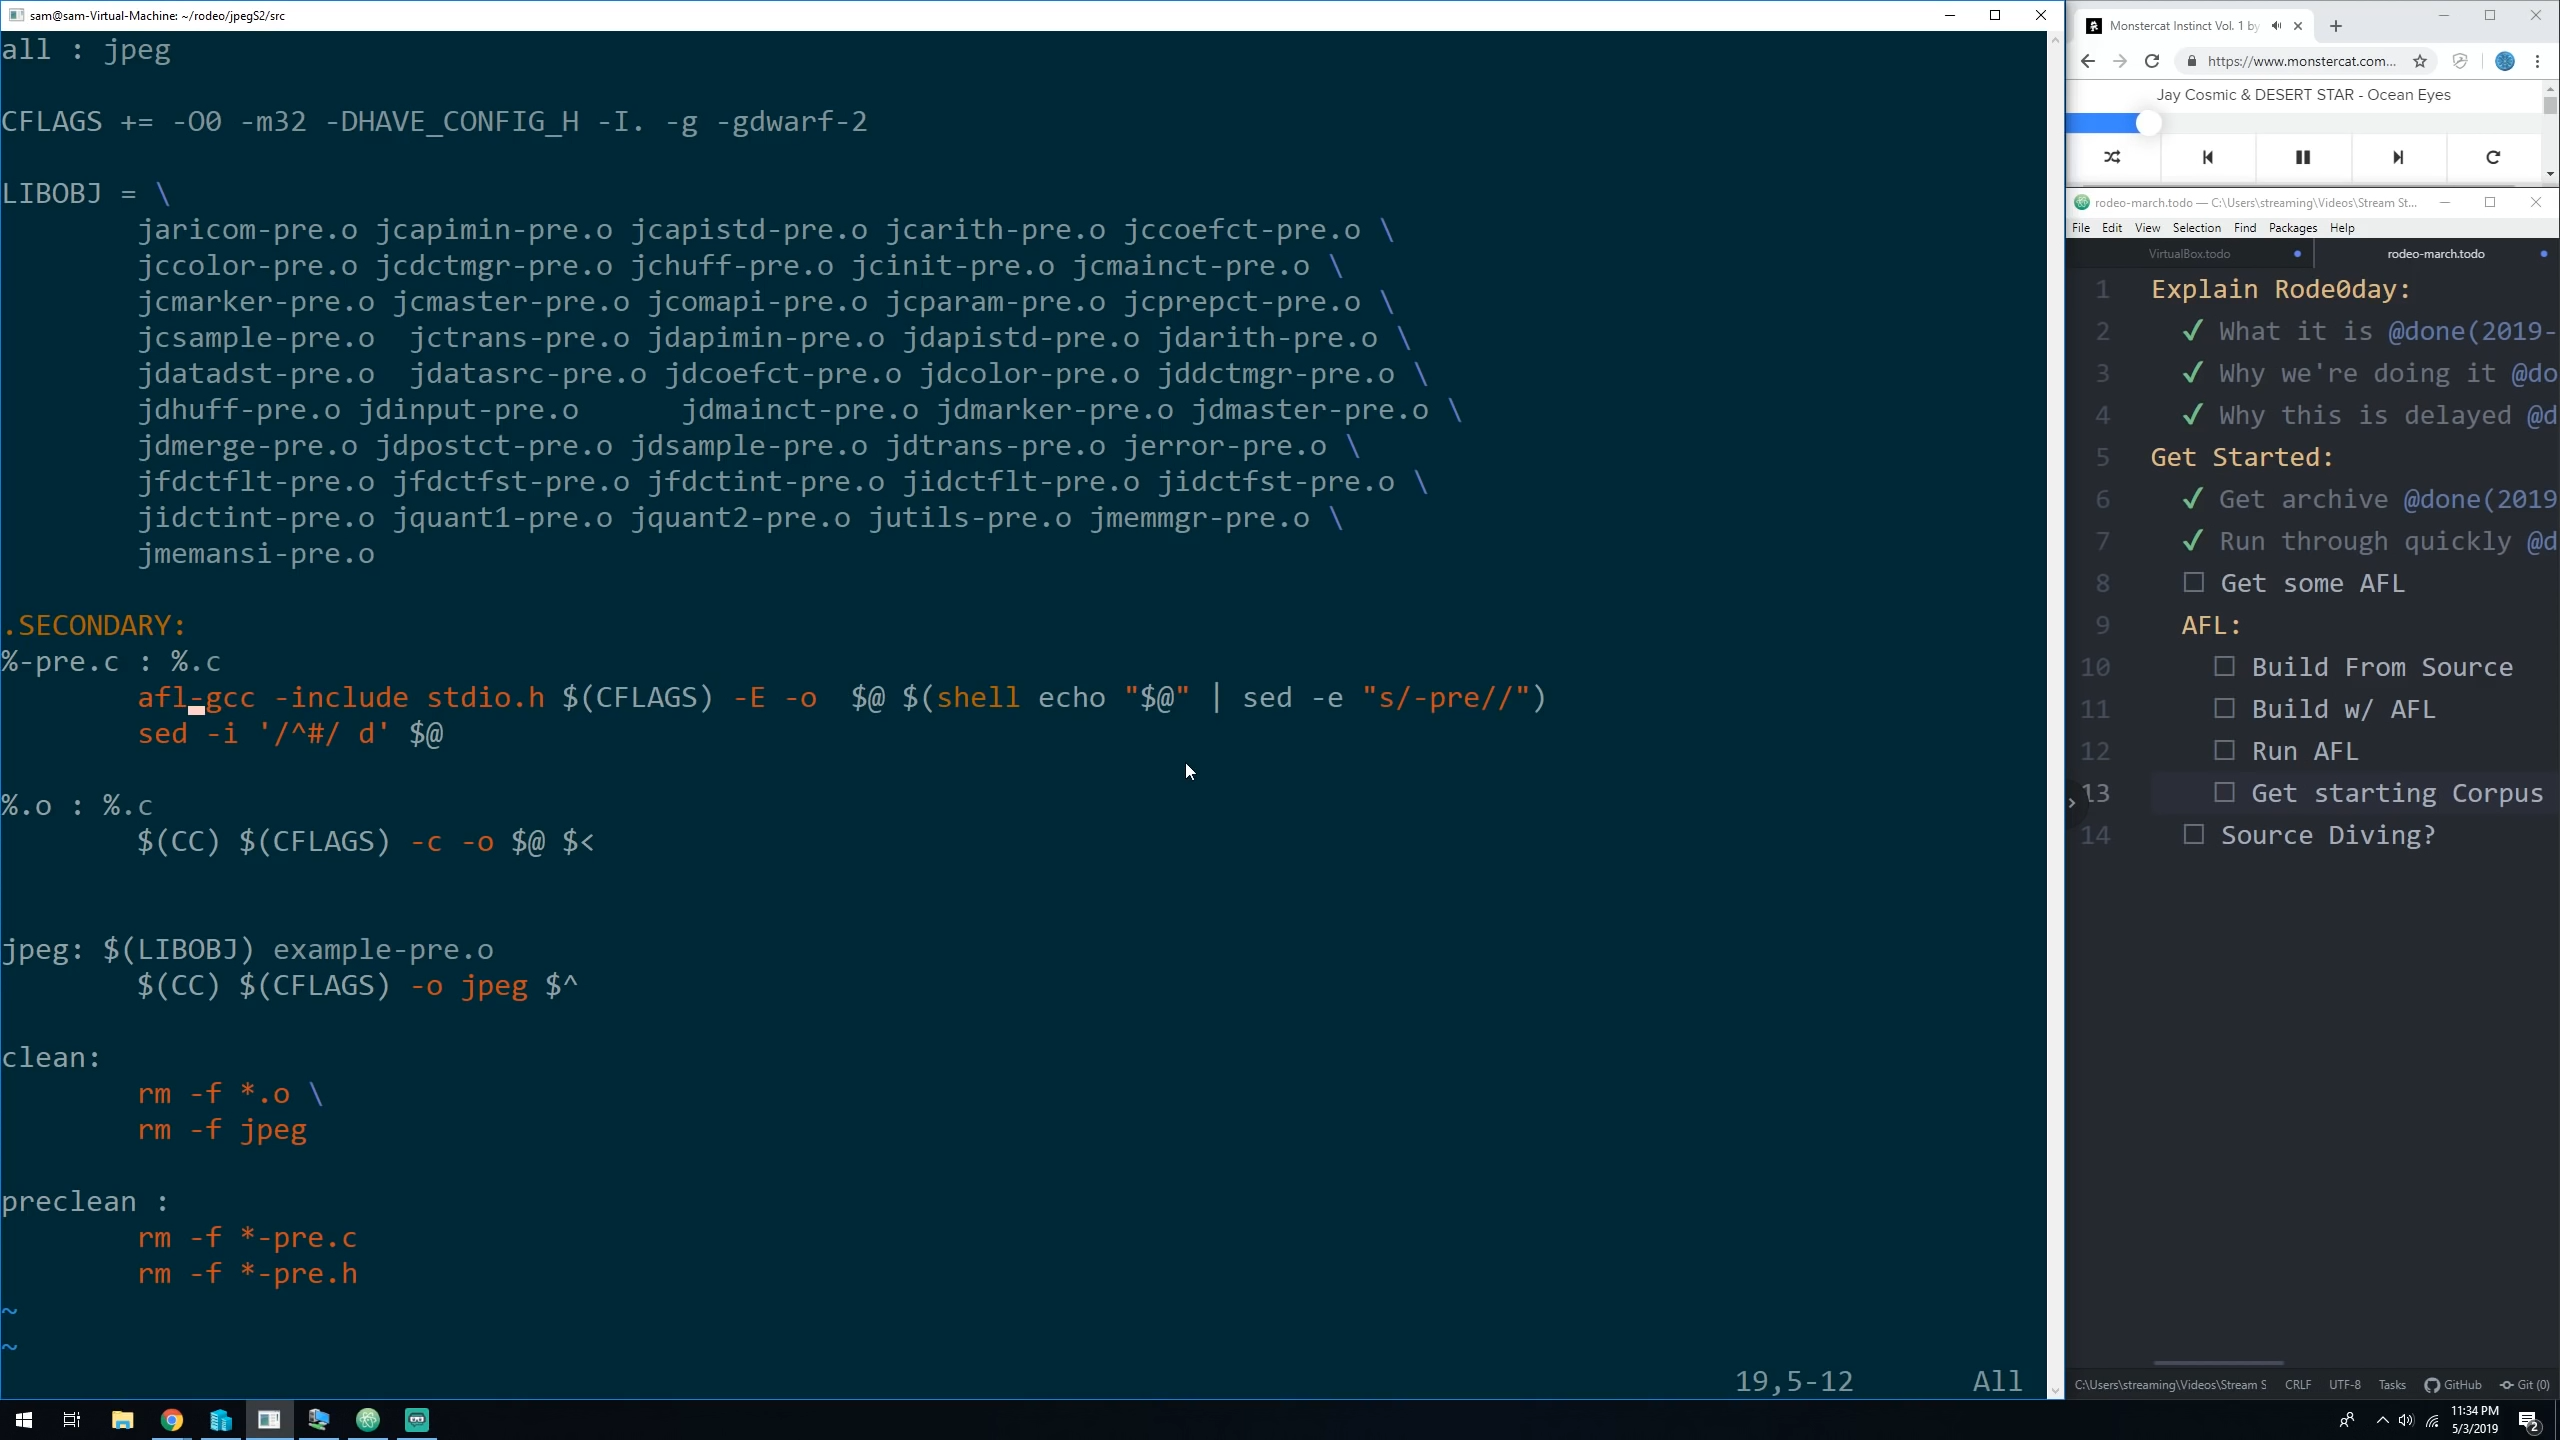 sam@sam-Virtual-Machine: ~/rodeo/jpegS2/src
all : jpeg
CFLAGS += -O0 -m32 -DHAVE_CONFIG_H -I. -g -gdwarf-2
LIBOBJ = \
jaricom-pre.o jcapimin-pre.o jcapistd-pre.o jcarith-pre.o jccoefct-pre.o \
jccolor-pre.o jcdctmgr-pre.o jchuff-pre.o jcinit-pre.o jcmainct-pre.o \
jcmarker-pre.o jcmaster-pre.o jcomapi-pre.o jcparam-pre.o jcprepct-pre.o \
jcsample-pre.o jctrans-pre.o jdapimin-pre.o jdapistd-pre.o jdarith-pre.o \
jdatadst-pre.o jdatasrc-pre.o jdcoefct-pre.o jdcolor-pre.o jddctmgr-pre.o \
jdhuff-pre.o jdinput-pre.o jdmainct-pre.o jdmarker-pre.o jdmaster-pre.o \
jdmerge-pre.o jdpostct-pre.o jdsample-pre.o jdtrans-pre.o jerror-pre.o \
jfdctflt-pre.o jfdctfst-pre.o jfdctint-pre.o jidctflt-pre.o jidctfst-pre.o \
jidctint-pre.o jquant1-pre.o jquant2-pre.o jutils-pre.o jmemmgr-pre.o \
jmemansi-pre.o
.SECONDARY:
%-pre.c : %.c
afl-gcc -include stdio.h $(CFLAGS) -E -o $@ $(shell echo "$@" | sed -e "s/-pre//")
sed -i '/^#/ d' $@
%.o : %.c
$(CC) $(CFLAGS) -c -o $@ $<
jpeg: $(LIBOBJ) example-pre.o
$(CC) $(CFLAGS) -o jpeg $^
clean:
rm -f *.o \
rm -f jpeg
preclean :
rm -f *-pre.c
rm -f *-pre.h
~
~
19,5-12 All
Monstercat Instinct Vol. 1 by
https://www.monstercat.com...
Jay Cosmic & DESERT STAR - Ocean Eyes
rodeo-march.todo — C:\Users\streaming\Videos\Stream St...
File Edit View Selection Find Packages Help
VirtualBox.todo rodeo-march.todo
1 Explain Rode0day:
2 ✓ What it is @done(2019-
3 ✓ Why we're doing it @do
4 ✓ Why this is delayed @d
5 Get Started:
6 ✓ Get archive @done(2019
7 ✓ Run through quickly @d
8 ☐ Get some AFL
9 AFL:
10 ☐ Build From Source
11 ☐ Build w/ AFL
12 ☐ Run AFL
13 ☐ Get starting Corpus
14 ☐ Source Diving?
C:\Users\streaming\Videos\Stream S CRLF UTF-8 Tasks GitHub Git (0)
11:34 PM
5/3/2019
2